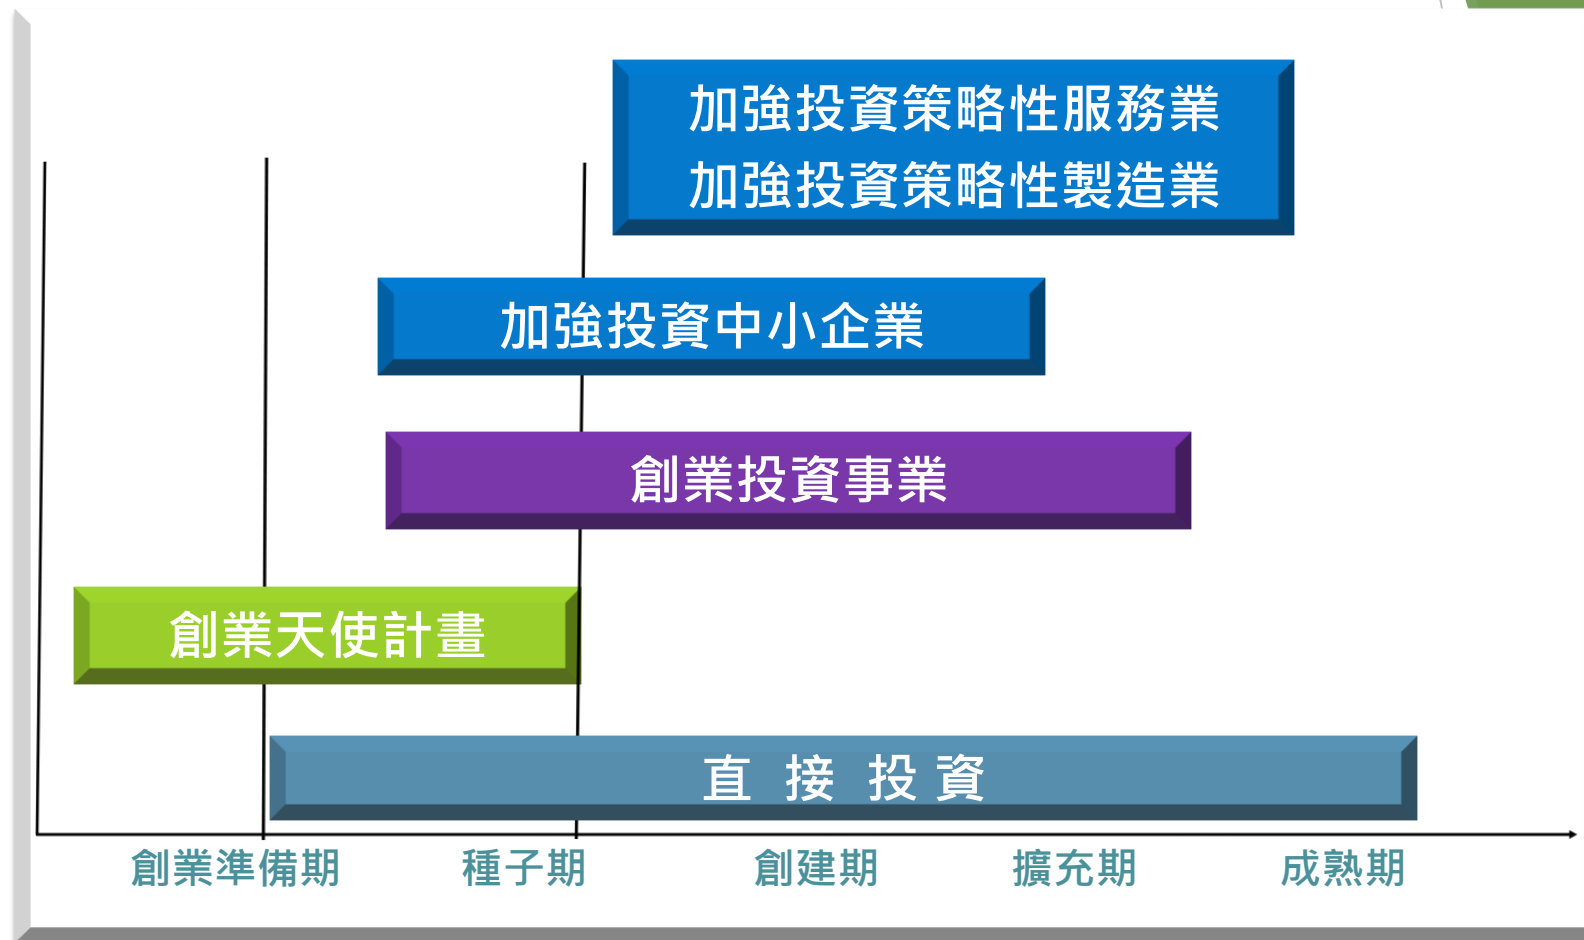 加強投資策略性服務業
加強投資策略性製造業
加強投資中小企業
創業投資事業
創業天使計畫
直 接 投 資
創業準備期 種子期 創建期 擴充期 成熟期